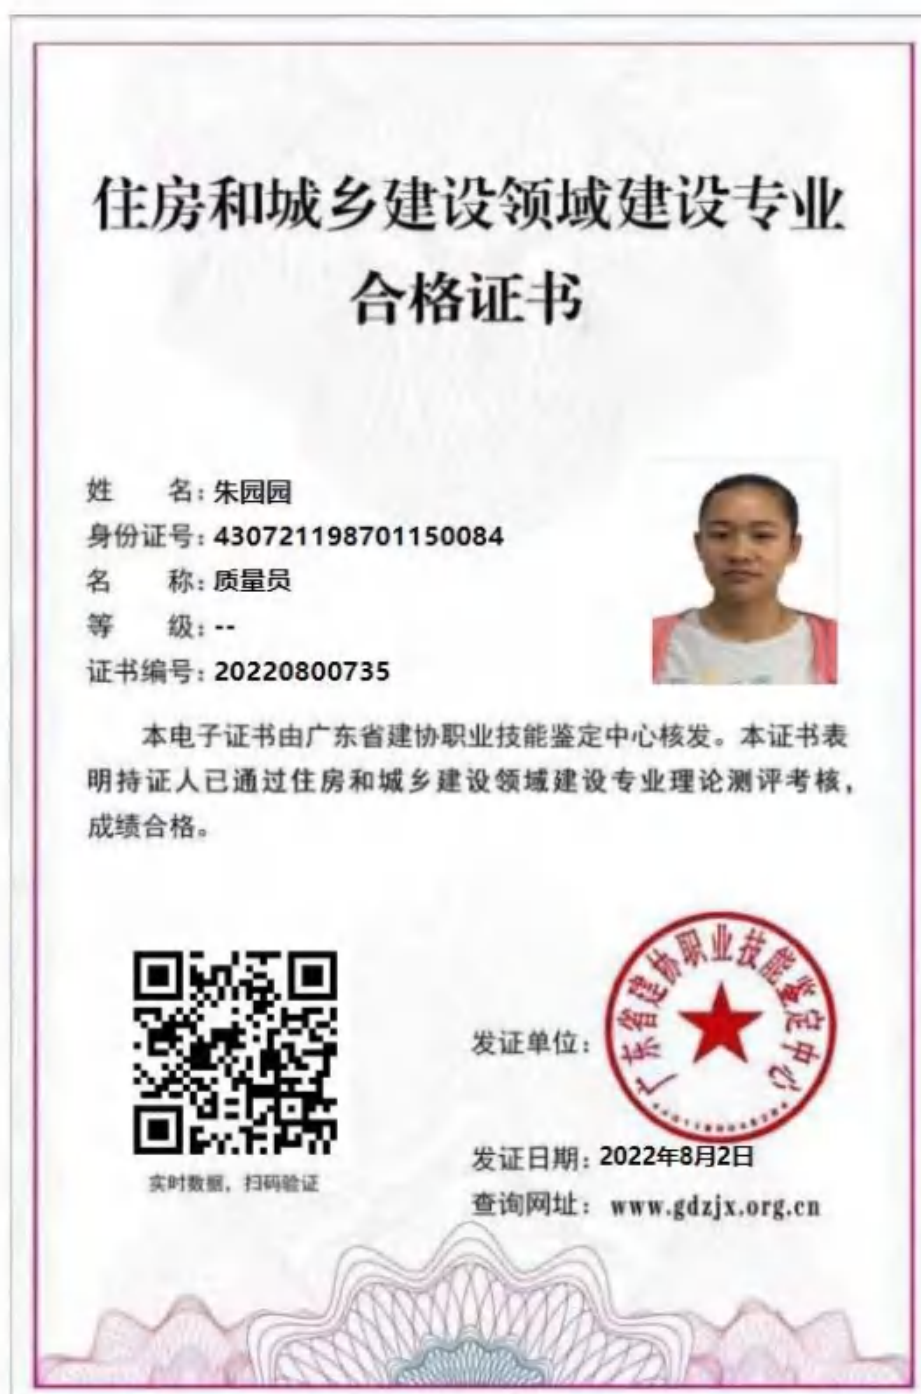 住房和城乡建设领域建设专业
合格证书
姓 名：朱园园
身份证号：430721198701150084
名 称：质量员
等 级：--
证书编号：20220800735
本电子证书由广东省建协职业技能鉴定中心核发。本证书表
明持证人已通过住房和城乡建设领域建设专业理论测评考核，
成绩合格。
广东省建协职业技能鉴定中心
发证单位：
发证日期：2022年8月2日
实时数据，扫码验证
查询网址：www.gdzjx.org.cn